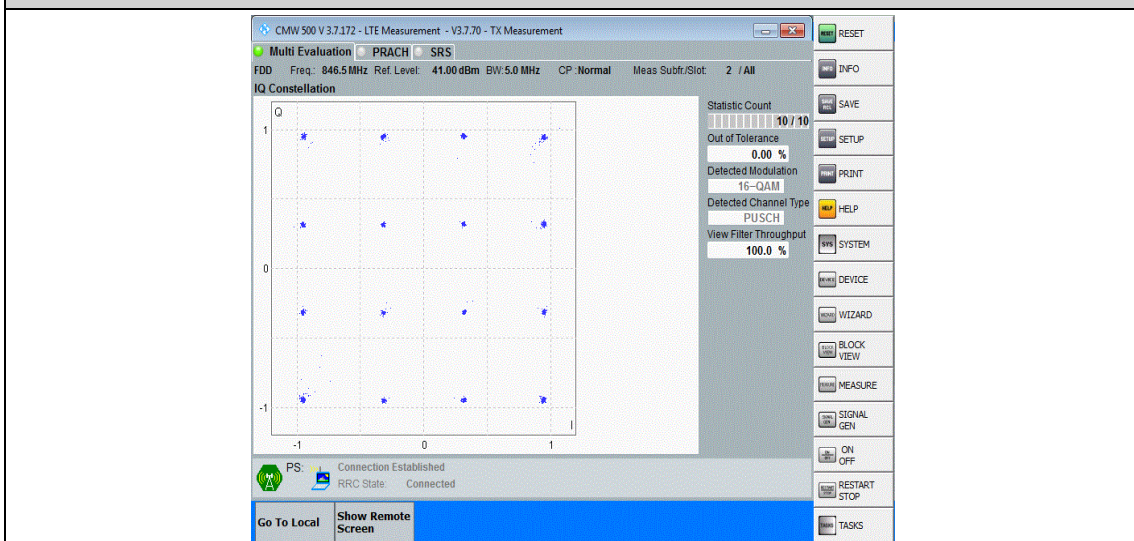 CMW 500 V 3.7.172 - LTE Measurement - V3.7.70 - TX Measurement
Multi Evaluation PRACH SRS
FDD Freq.: 846.5 MHz Ref. Level: 41.00 dBm BW: 5.0 MHz CP : Normal Meas Subfr./Slot: 2 / All
IQ Constellation
Q
1
0
-1
I
-1 0 1
Statistic Count
10 / 10
Out of Tolerance
0.00 %
Detected Modulation
16-QAM
Detected Channel Type
PUSCH
View Filter Throughput
100.0 %
PS: Connection Established
RRC State: Connected
Go To Local
Show Remote
Screen
RESET
INFO
SAVE
SETUP
PRINT
HELP
SYS SYSTEM
DEVICE
WIZARD
BLOCK
VIEW
MEASURE
SIGNAL
GEN
ON
OFF
RESTART
STOP
TASKS